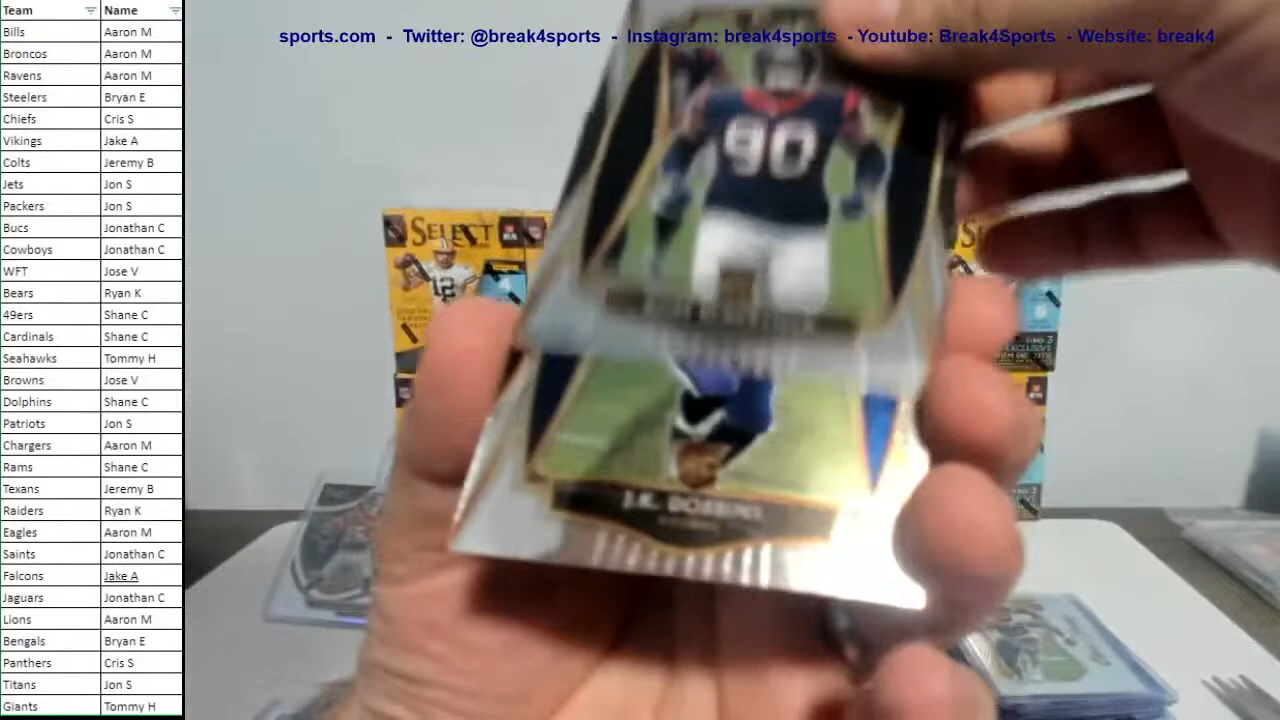 Team Name
Bills Aaron M
Broncos Aaron M
Ravens Aaron M
Steelers Bryan E
Chiefs Cris S
Vikings Jake A
Colts Jeremy B
Jets Jon S
Packers Jon S
Bucs Jonathan C
Cowboys Jonathan C
WFT Jose V
Bears Ryan K
49ers Shane C
Cardinals Shane C
Seahawks Tommy H
Browns Jose V
Dolphins Shane C
Patriots Jon S
Chargers Aaron M
Rams Shane C
Texans Jeremy B
Raiders Ryan K
Eagles Aaron M
Saints Jonathan C
Falcons Jake A
Jaguars Jonathan C
Lions Aaron M
Bengals Bryan E
Panthers Cris S
Titans Jon S
Giants Tommy H
sports.com - Twitter: @break4sports - Instagram: break4sports - Youtube: Break4Sports - Website: break4
90
SELECT
12
4
J.K. DOBBINS